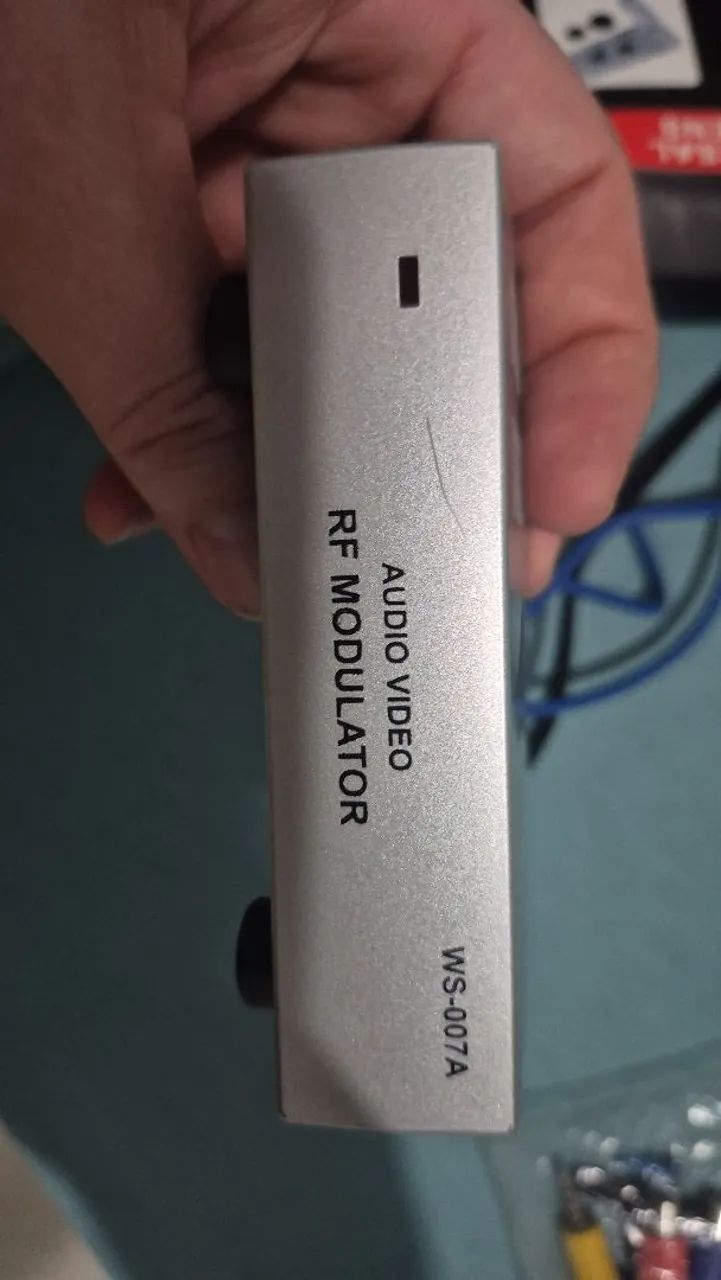 AUDIO VIDEO
RF MODULATOR
WS-007A